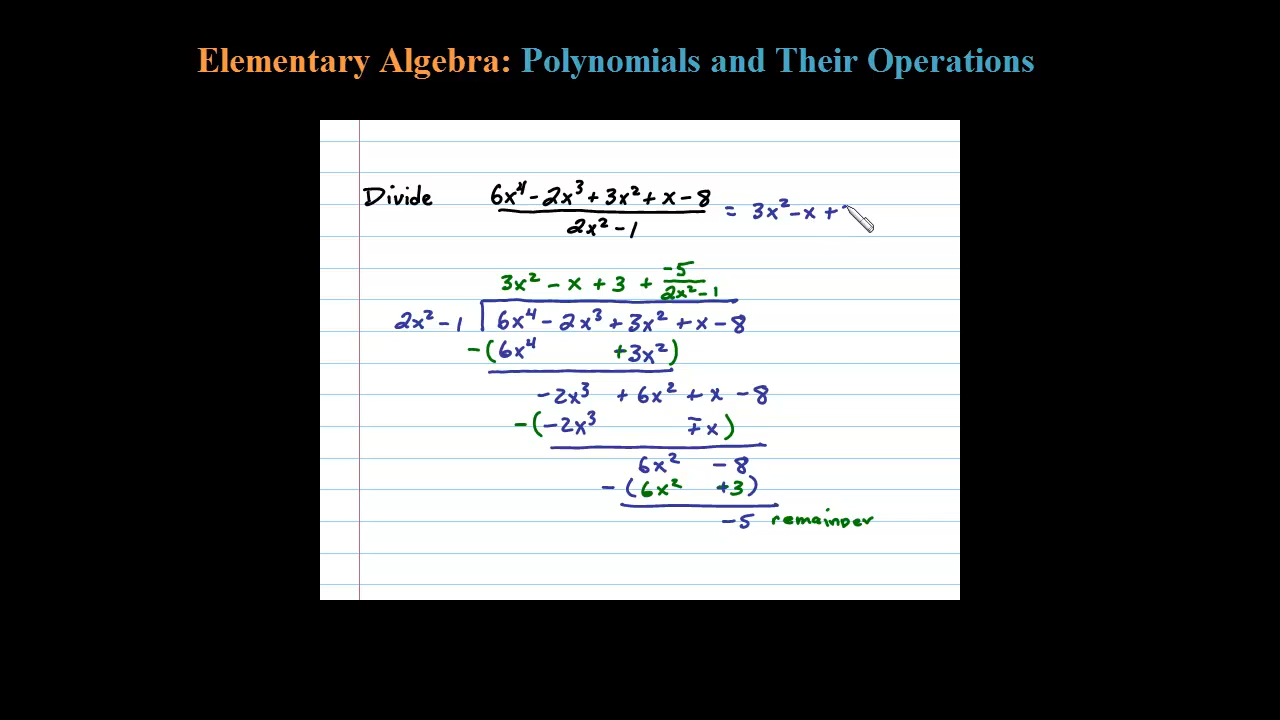 Elementary Algebra: Polynomials and Their Operations
Divide (6x⁴ - 2x³ + 3x² + x - 8)/(2x² - 1) = 3x² - x +
3x² - x + 3 + (-5)/(2x² - 1)
2x² - 1 6x⁴ - 2x³ + 3x² + x - 8
-(6x⁴ +3x²)
-2x³ + 6x² + x - 8
-(-2x³ ∓x)
6x² - 8
-(6x² +3)
-5 remainder